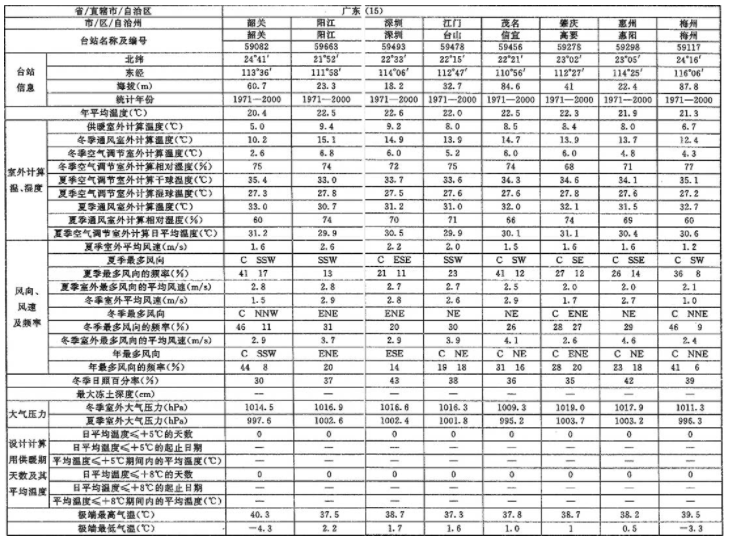 省/直辖市/自治区 广东(15)
市/区/自治州 韶关 阳江 深圳 江门 茂名 肇庆 惠州 梅州
台站名称及编号 韶关 阳江 深圳 台山 信宜 高要 惠阳 梅州
59082 59663 59493 59478 59456 59278 59298 59117
台站信息
北纬 24°41′ 21°52′ 22°33′ 22°15′ 22°21′ 23°02′ 23°05′ 24°16′
东经 113°36′ 111°58′ 114°06′ 112°47′ 110°56′ 112°27′ 114°25′ 116°06′
海拔(m) 60.7 23.3 18.2 32.7 84.6 41 22.4 87.8
统计年份 1971—2000 1971—2000 1971—2000 1971—2000 1971—2000 1971—2000 1971—2000 1971—2000
年平均温度(℃) 20.4 22.5 22.6 22.0 22.5 22.3 21.9 21.3
室外计算温、湿度
供暖室外计算温度(℃) 5.0 9.4 9.2 8.0 8.5 8.4 8.0 6.7
冬季通风室外计算温度(℃) 10.2 15.1 14.9 13.9 14.7 13.9 13.7 12.4
冬季空气调节室外计算温度(℃) 2.6 6.8 6.0 5.2 6.0 6.0 4.8 4.3
冬季空气调节室外计算相对湿度(%) 75 74 72 75 74 68 71 77
夏季空气调节室外计算干球温度(℃) 35.4 33.0 33.7 33.6 34.3 34.6 34.1 35.1
夏季空气调节室外计算湿球温度(℃) 27.3 27.8 27.5 27.6 27.6 27.8 27.6 27.2
夏季通风室外计算温度(℃) 33.0 30.7 31.2 31.0 32.0 32.1 31.5 32.7
夏季通风室外计算相对湿度(%) 60 74 70 71 66 74 69 60
夏季空气调节室外计算日平均温度(℃) 31.2 29.9 30.5 29.9 30.1 31.1 30.4 30.6
风向、风速及频率
夏季室外平均风速(m/s) 1.6 2.6 2.2 2.0 1.5 1.6 1.6 1.2
夏季最多风向 C SSW SSW C ESE SSW C SW C SE C SSE C SW
夏季最多风向的频率(%) 41 17 13 21 11 23 41 12 27 12 26 14 36 8
夏季室外最多风向的平均风速(m/s) 2.8 2.8 2.7 2.7 2.5 2.0 2.0 2.1
冬季室外平均风速(m/s) 1.5 2.9 2.8 2.6 2.9 1.7 2.7 1.0
冬季最多风向 C NNW ENE ENE NE NE C ENE NE C NNE
冬季最多风向的频率(%) 46 11 31 20 30 26 28 27 29 46 9
冬季室外最多风向的平均风速(m/s) 2.9 3.7 2.9 3.9 4.1 2.6 4.6 2.4
年最多风向 C SSW ENE ESE C NE C NE C ENE C NE C NNE
年最多风向的频率(%) 44 8 20 14 19 18 31 16 28 20 23 18 41 6
冬季日照百分率(%) 30 37 43 38 36 35 42 39
最大冻土深度(cm) — — — — — — — —
大气压力
冬季室外大气压力(hPa) 1014.5 1016.9 1016.6 1016.3 1009.3 1019.0 1017.9 1011.3
夏季室外大气压力(hPa) 997.6 1002.6 1002.4 1001.8 995.2 1003.7 1003.2 996.3
设计计算用供暖期天数及其平均温度
日平均温度≤+5℃的天数 0 0 0 0 0 0 0 0
日平均温度≤+5℃的起止日期 — — — — — — — —
平均温度≤+5℃期间内的平均温度(℃) — — — — — — — —
日平均温度≤+8℃的天数 0 0 0 0 0 0 0 0
日平均温度≤+8℃的起止日期 — — — — — — — —
平均温度≤+8℃期间内的平均温度(℃) — — — — — — — —
极端最高气温(℃) 40.3 37.5 38.7 37.3 37.8 38.7 38.2 39.5
极端最低气温(℃) −4.3 2.2 1.7 1.6 1.0 1 0.5 −3.3